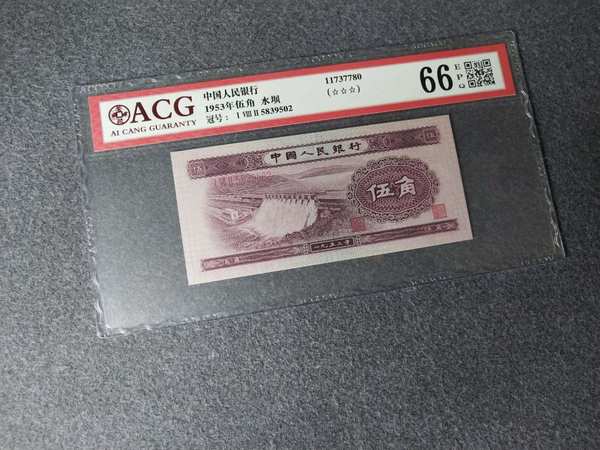 ACG
AI CANG GUARANTY
中国人民银行
1953年伍角 水坝
冠号： I VIII II 5839502
11737780
(☆☆☆)
66 EPQ
中國人民银行
伍角
一九五三年